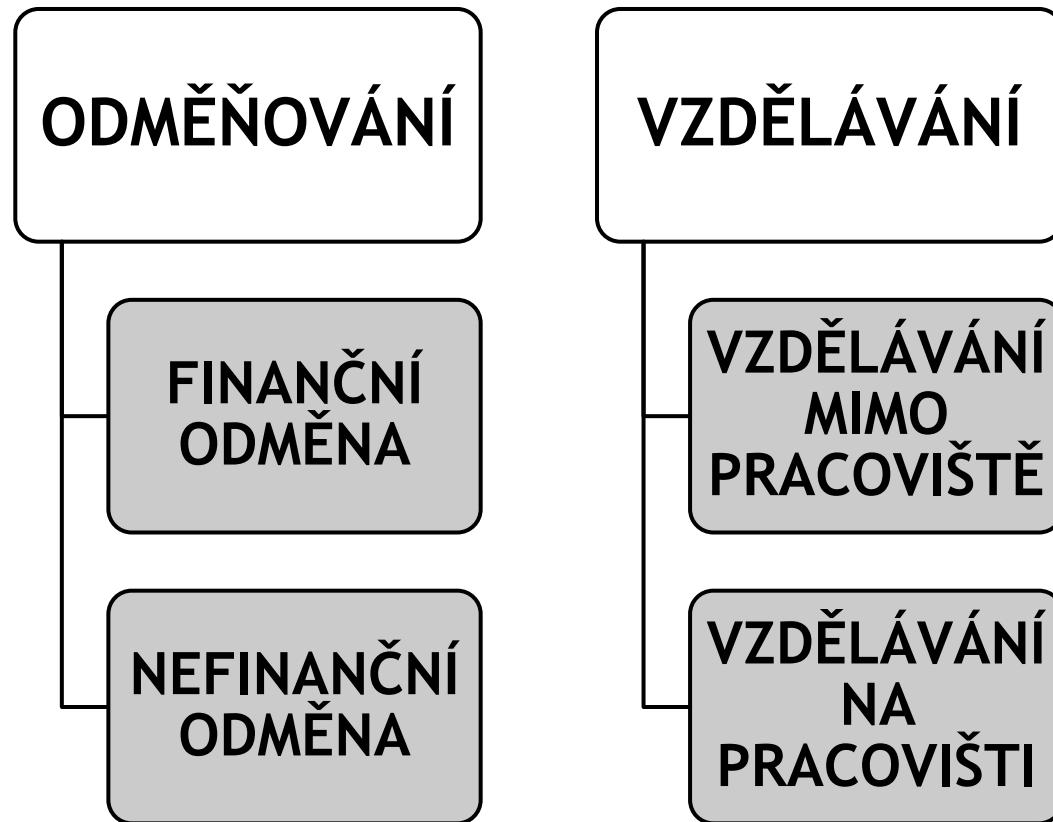 ODMĚŇOVÁNÍ
FINANČNÍ
ODMĚNA
NEFINANČNÍ
ODMĚNA
VZDĚLÁVÁNÍ
VZDĚLÁVÁNÍ
MIMO
PRACOVIŠTĚ
VZDĚLÁVÁNÍ
NA
PRACOVIŠTI